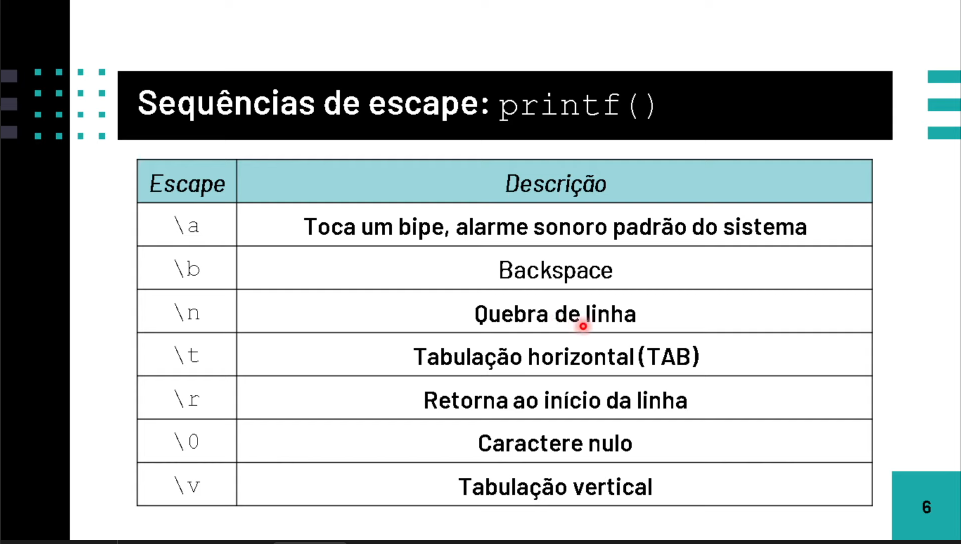 Sequências de escape: printf()
Escape Descrição
\a Toca um bipe, alarme sonoro padrão do sistema
\b Backspace
\n Quebra de linha
\t Tabulação horizontal (TAB)
\r Retorna ao início da linha
\0 Caractere nulo
\v Tabulação vertical
6